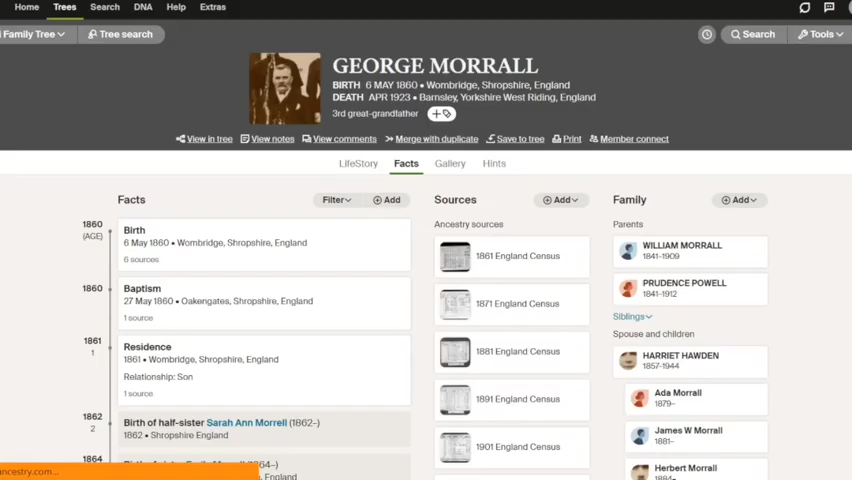 Home Trees Search DNA Help Extras
Family Tree Tree search Search Tools
GEORGE MORRALL
BIRTH 6 MAY 1860 • Wombridge, Shropshire, England
DEATH APR 1923 • Barnsley, Yorkshire West Riding, England
3rd great-grandfather
View in tree View notes View comments Merge with duplicate Save to tree Print Member connect
LifeStory Facts Gallery Hints
Facts Filter Add Sources Add Family Add
1860
(AGE)
Birth
6 May 1860 • Wombridge, Shropshire, England
6 sources
1860
Baptism
27 May 1860 • Oakengates, Shropshire, England
1 source
1861
1
Residence
1861 • Wombridge, Shropshire, England
Relationship: Son
1 source
1862
2
Birth of half-sister Sarah Ann Morrell (1862–)
1862 • Shropshire England
1864
England
ancestry.com...
Ancestry sources
1861 England Census
1871 England Census
1881 England Census
1891 England Census
1901 England Census
Parents
WILLIAM MORRALL
1841-1909
PRUDENCE POWELL
1841-1912
Siblings
Spouse and children
HARRIET HAWDEN
1857-1944
Ada Morrall
1879–
James W Morrall
1881–
Herbert Morrall